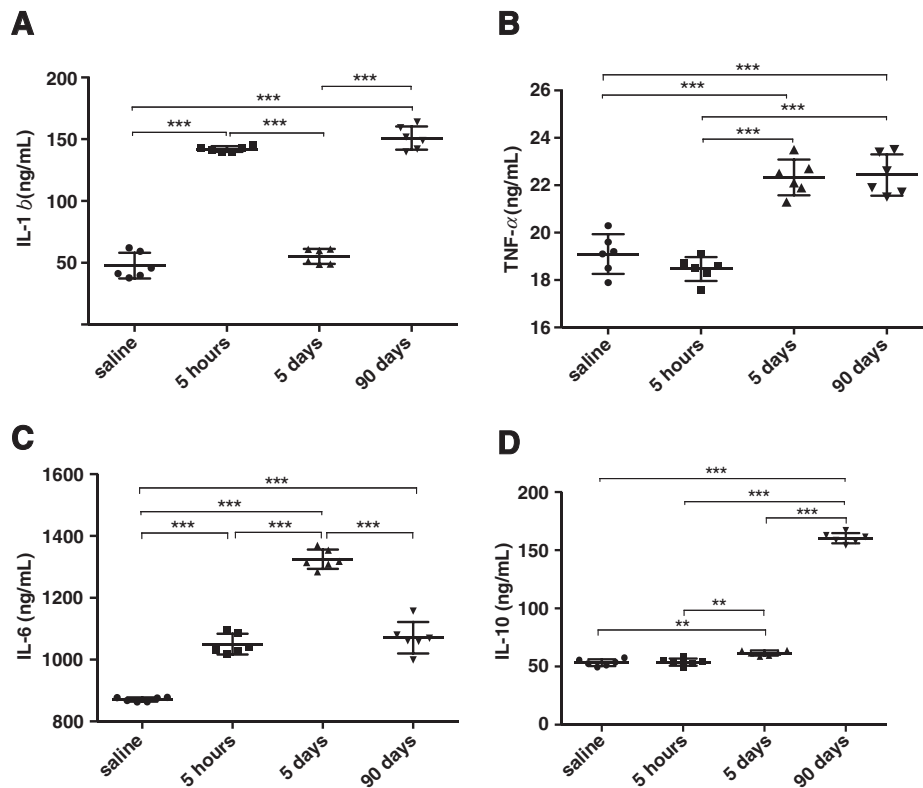 A
IL-1 b(ng/mL)
200
150
100
50
***
***
***
***
saline
5 hours
5 days
90 days
B
TNF-α(ng/mL)
26
24
22
20
18
16
***
***
***
***
saline
5 hours
5 days
90 days
C
IL-6 (ng/mL)
1600
1400
1200
1000
800
***
***
***
***
***
saline
5 hours
5 days
90 days
D
IL-10 (ng/mL)
200
150
100
50
0
***
***
***
**
**
saline
5 hours
5 days
90 days